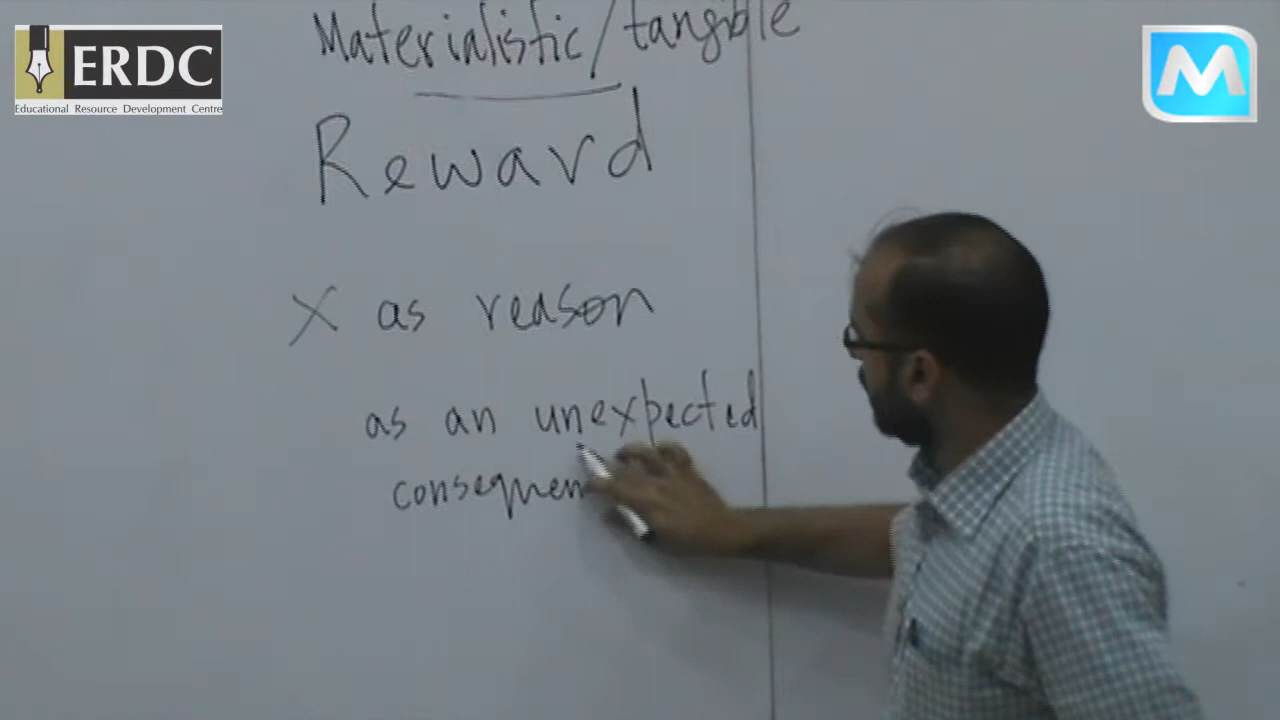 ERDC
Educational Resource Development Centre
M
Materialistic/tangible
Reward
X as reason
as an unexpected
consequen